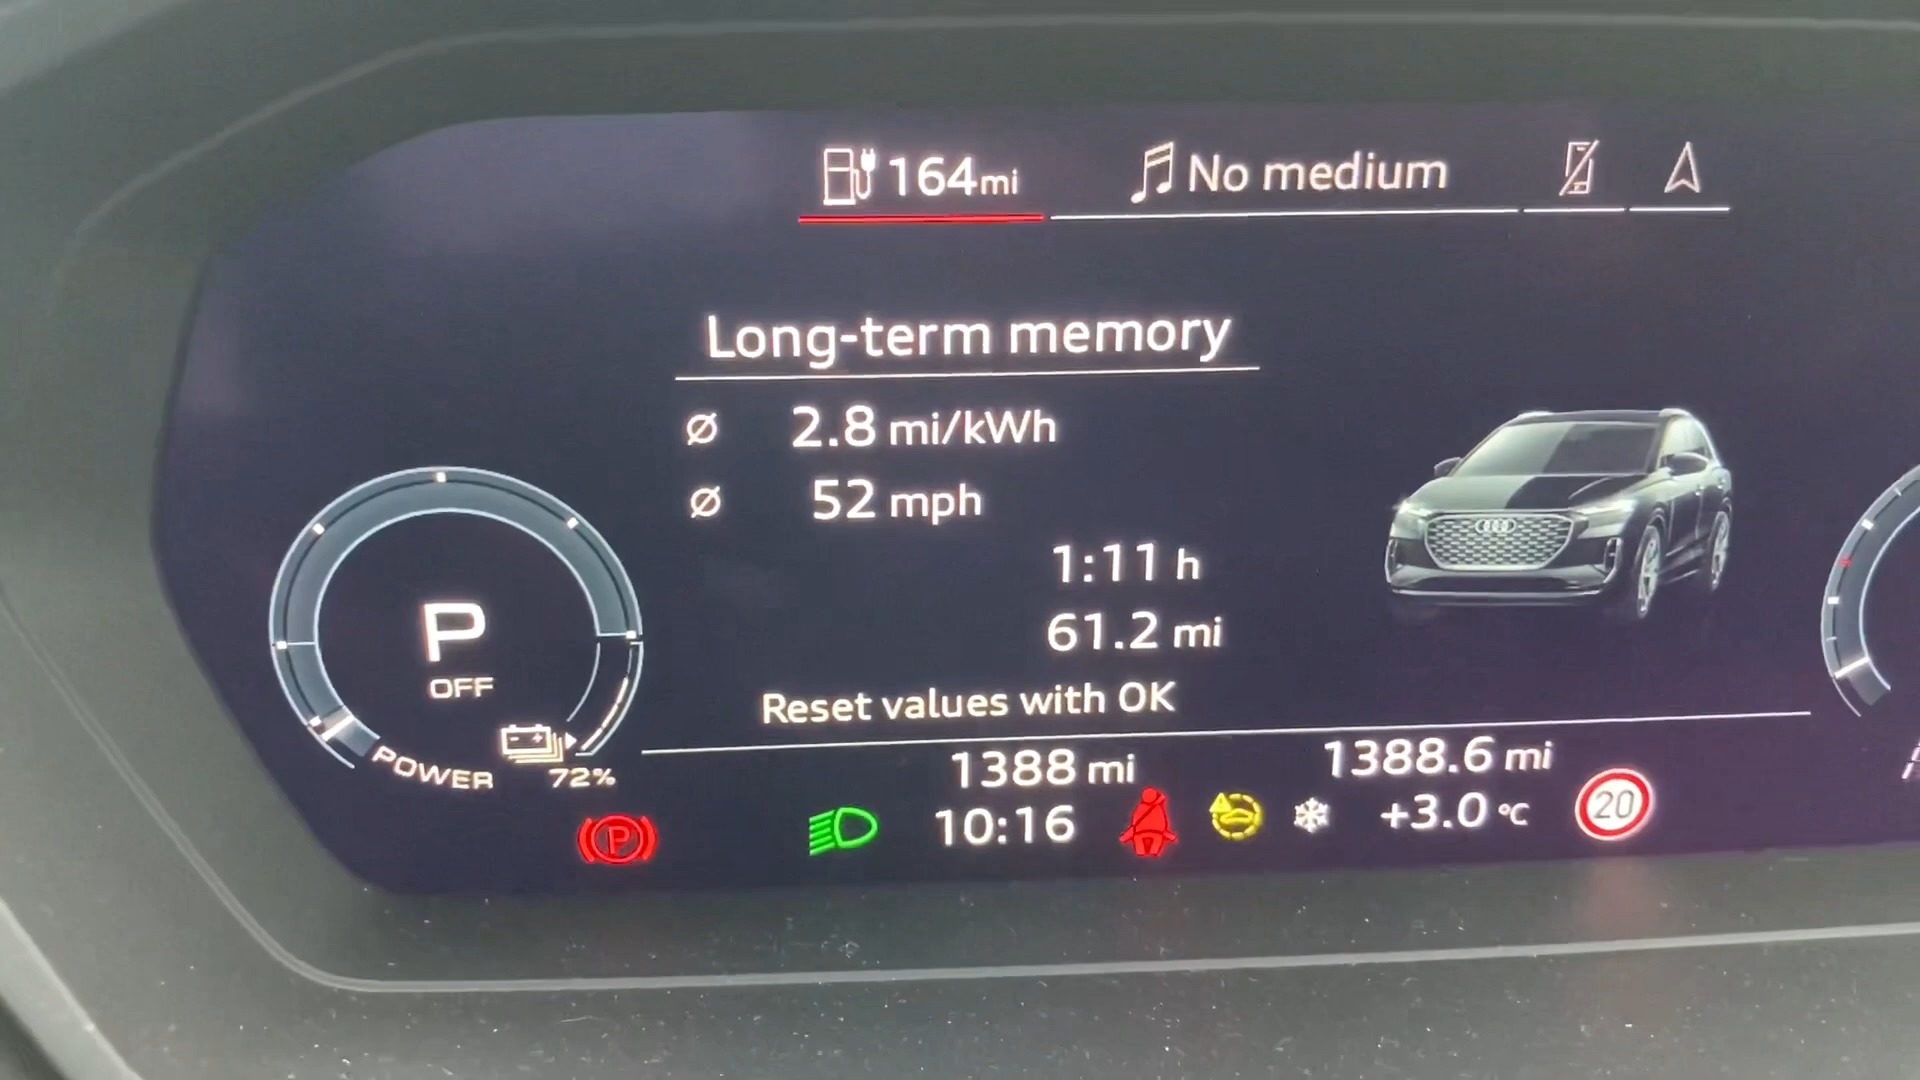 164mi
No medium
Long-term memory
Ø 2.8 mi/kWh
Ø 52 mph
1:11 h
61.2 mi
Reset values with OK
P
OFF
POWER
72%
1388 mi
1388.6 mi
P
10:16
+3.0 °C
20